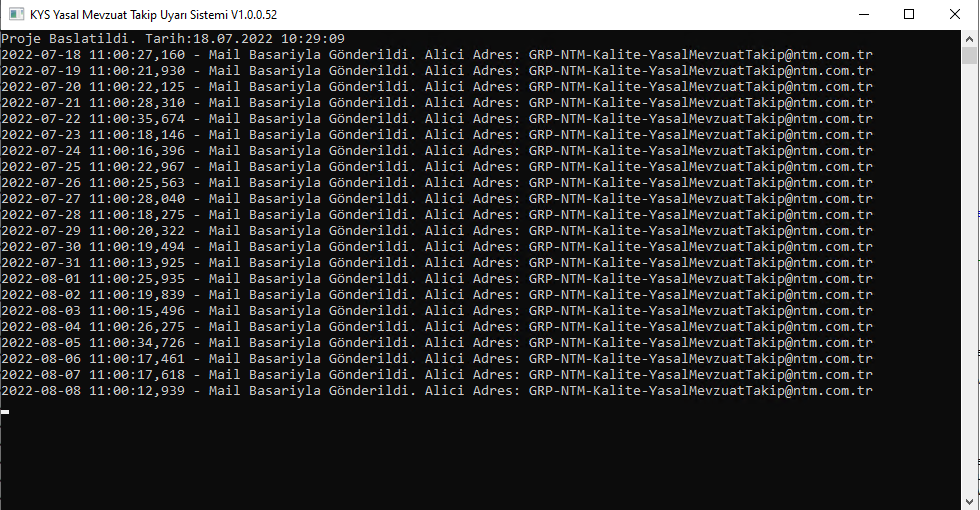 KYS Yasal Mevzuat Takip Uyarı Sistemi V1.0.0.52
Proje Baslatildi. Tarih:18.07.2022 10:29:09
2022-07-18 11:00:27,160 - Mail Basariyla Gönderildi. Alici Adres: GRP-NTM-Kalite-YasalMevzuatTakip@ntm.com.tr
2022-07-19 11:00:21,930 - Mail Basariyla Gönderildi. Alici Adres: GRP-NTM-Kalite-YasalMevzuatTakip@ntm.com.tr
2022-07-20 11:00:22,125 - Mail Basariyla Gönderildi. Alici Adres: GRP-NTM-Kalite-YasalMevzuatTakip@ntm.com.tr
2022-07-21 11:00:28,310 - Mail Basariyla Gönderildi. Alici Adres: GRP-NTM-Kalite-YasalMevzuatTakip@ntm.com.tr
2022-07-22 11:00:35,674 - Mail Basariyla Gönderildi. Alici Adres: GRP-NTM-Kalite-YasalMevzuatTakip@ntm.com.tr
2022-07-23 11:00:18,146 - Mail Basariyla Gönderildi. Alici Adres: GRP-NTM-Kalite-YasalMevzuatTakip@ntm.com.tr
2022-07-24 11:00:16,396 - Mail Basariyla Gönderildi. Alici Adres: GRP-NTM-Kalite-YasalMevzuatTakip@ntm.com.tr
2022-07-25 11:00:22,967 - Mail Basariyla Gönderildi. Alici Adres: GRP-NTM-Kalite-YasalMevzuatTakip@ntm.com.tr
2022-07-26 11:00:25,563 - Mail Basariyla Gönderildi. Alici Adres: GRP-NTM-Kalite-YasalMevzuatTakip@ntm.com.tr
2022-07-27 11:00:28,040 - Mail Basariyla Gönderildi. Alici Adres: GRP-NTM-Kalite-YasalMevzuatTakip@ntm.com.tr
2022-07-28 11:00:18,275 - Mail Basariyla Gönderildi. Alici Adres: GRP-NTM-Kalite-YasalMevzuatTakip@ntm.com.tr
2022-07-29 11:00:20,322 - Mail Basariyla Gönderildi. Alici Adres: GRP-NTM-Kalite-YasalMevzuatTakip@ntm.com.tr
2022-07-30 11:00:19,494 - Mail Basariyla Gönderildi. Alici Adres: GRP-NTM-Kalite-YasalMevzuatTakip@ntm.com.tr
2022-07-31 11:00:13,925 - Mail Basariyla Gönderildi. Alici Adres: GRP-NTM-Kalite-YasalMevzuatTakip@ntm.com.tr
2022-08-01 11:00:25,935 - Mail Basariyla Gönderildi. Alici Adres: GRP-NTM-Kalite-YasalMevzuatTakip@ntm.com.tr
2022-08-02 11:00:19,839 - Mail Basariyla Gönderildi. Alici Adres: GRP-NTM-Kalite-YasalMevzuatTakip@ntm.com.tr
2022-08-03 11:00:15,496 - Mail Basariyla Gönderildi. Alici Adres: GRP-NTM-Kalite-YasalMevzuatTakip@ntm.com.tr
2022-08-04 11:00:26,275 - Mail Basariyla Gönderildi. Alici Adres: GRP-NTM-Kalite-YasalMevzuatTakip@ntm.com.tr
2022-08-05 11:00:34,726 - Mail Basariyla Gönderildi. Alici Adres: GRP-NTM-Kalite-YasalMevzuatTakip@ntm.com.tr
2022-08-06 11:00:17,461 - Mail Basariyla Gönderildi. Alici Adres: GRP-NTM-Kalite-YasalMevzuatTakip@ntm.com.tr
2022-08-07 11:00:17,618 - Mail Basariyla Gönderildi. Alici Adres: GRP-NTM-Kalite-YasalMevzuatTakip@ntm.com.tr
2022-08-08 11:00:12,939 - Mail Basariyla Gönderildi. Alici Adres: GRP-NTM-Kalite-YasalMevzuatTakip@ntm.com.tr